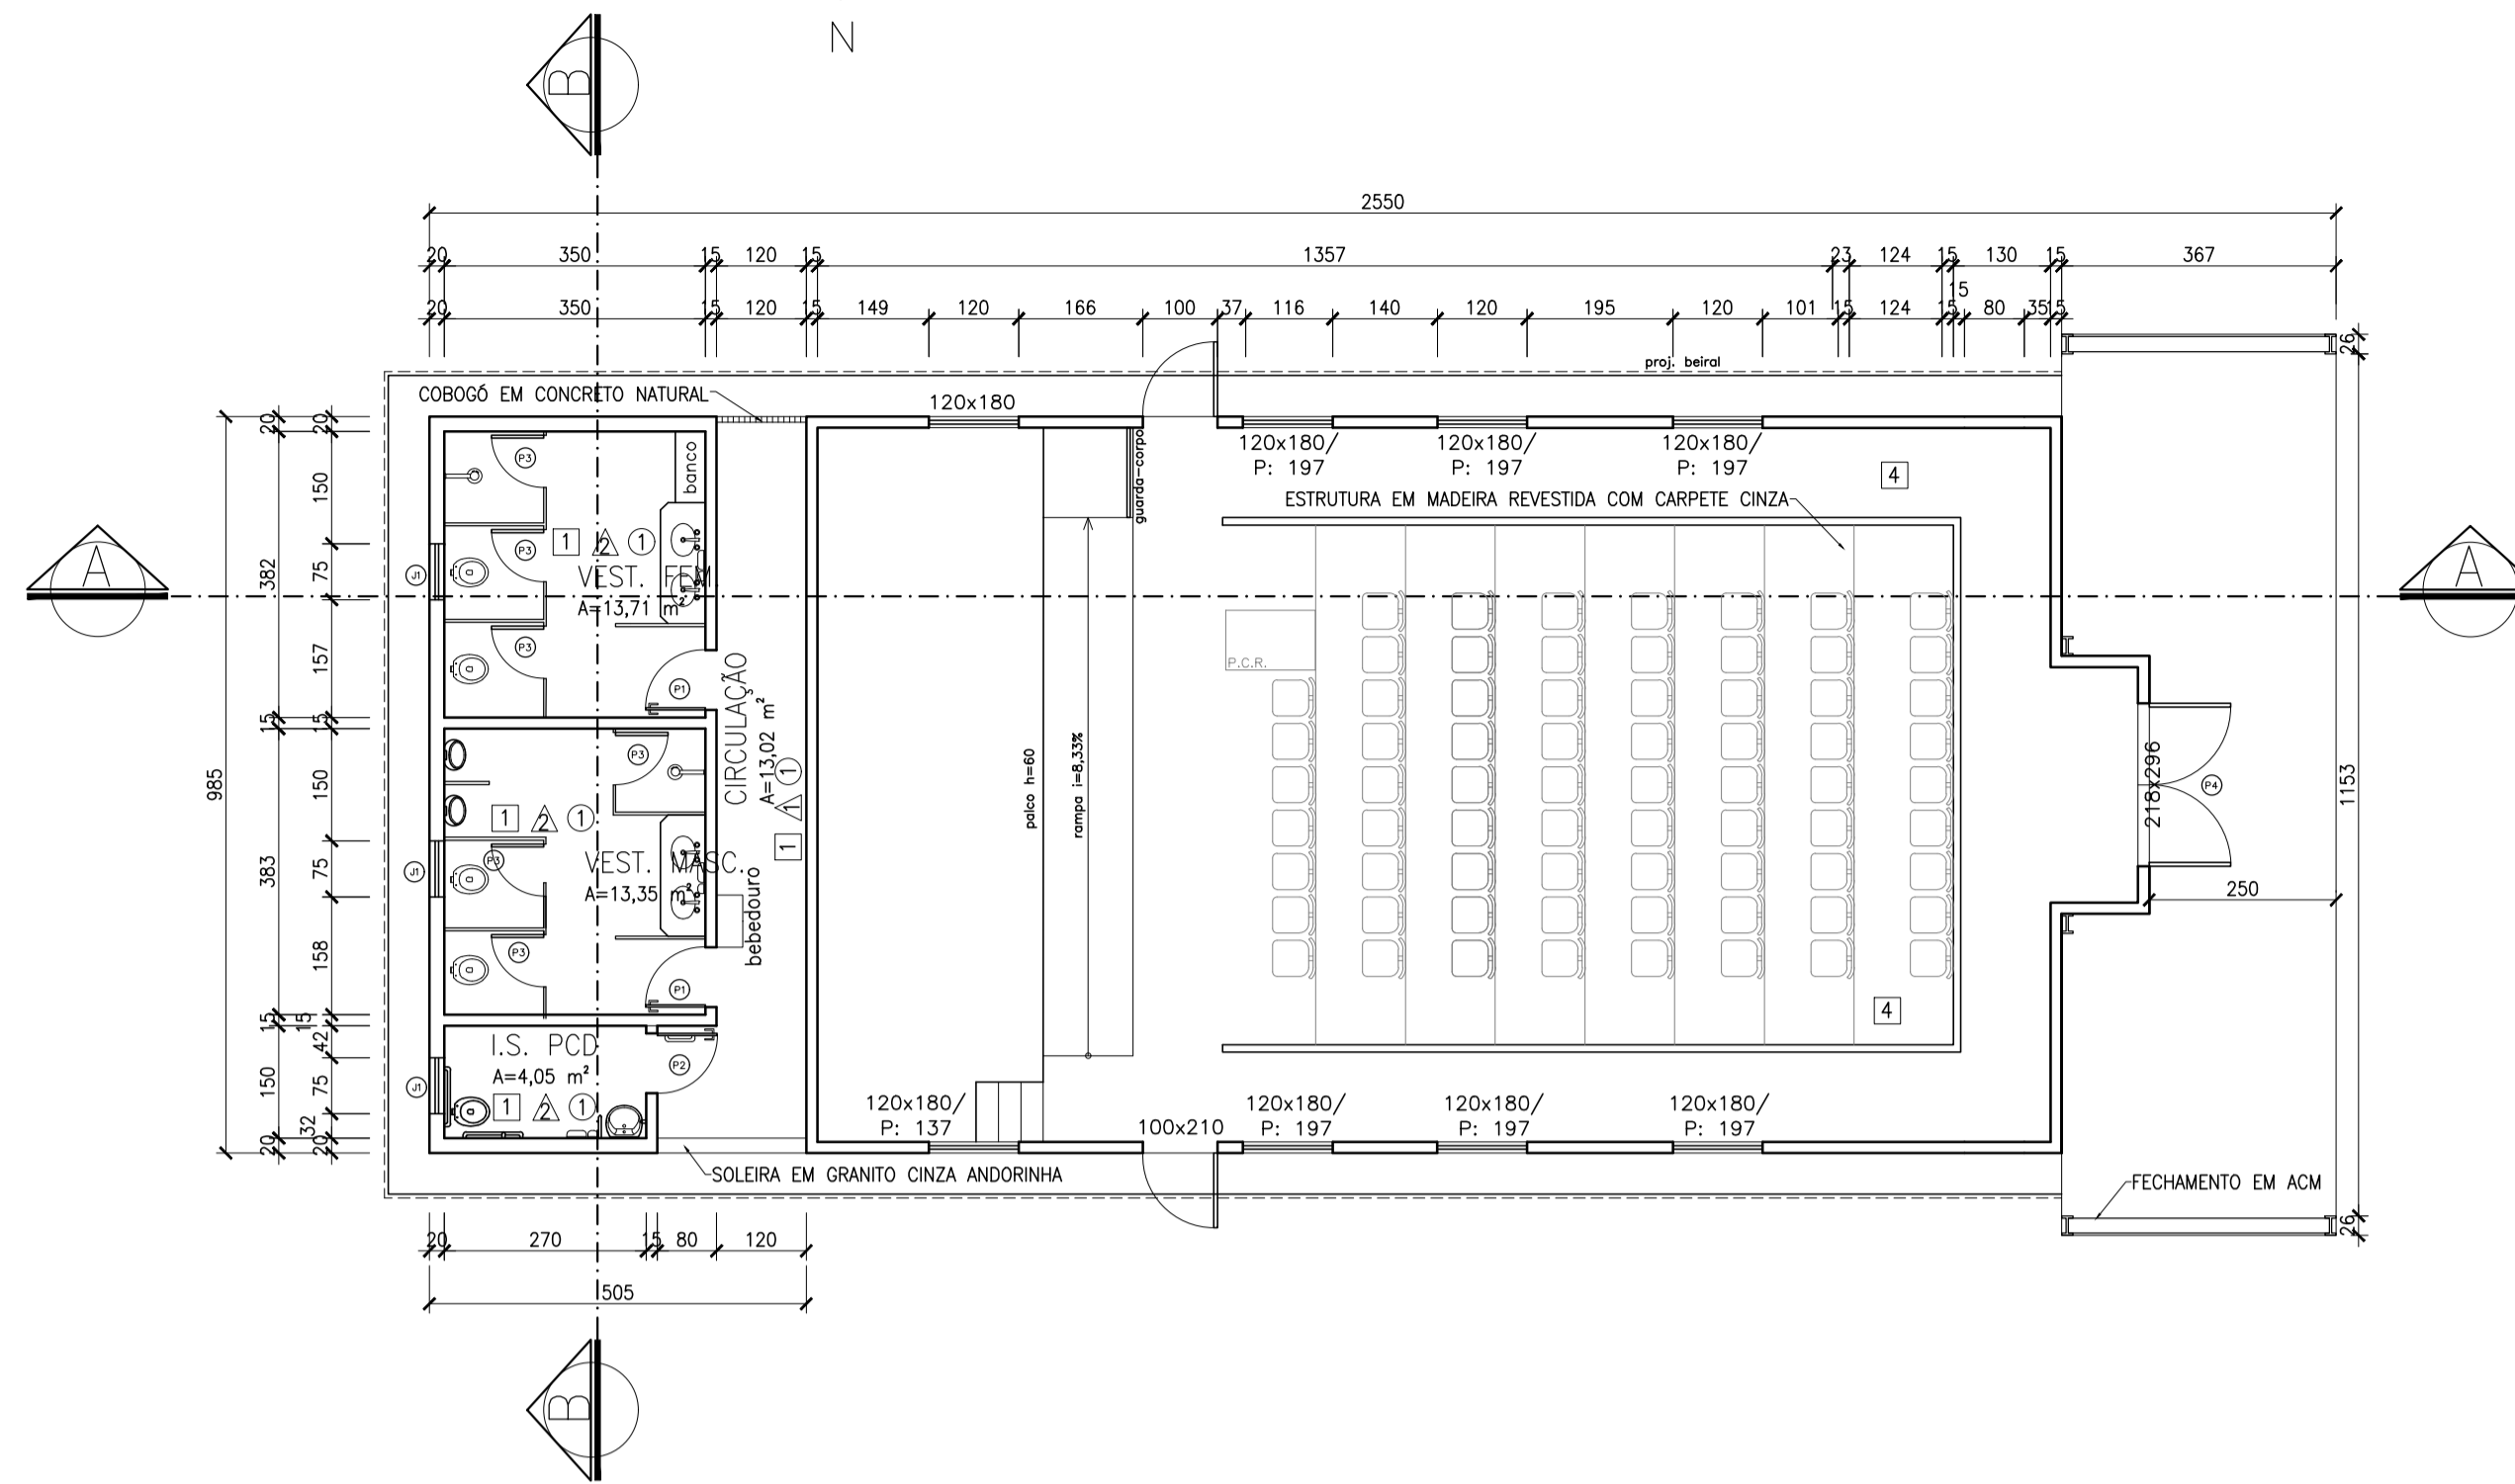 N
B
2550
20 350 15 120 15 1357 23 124 15 130 15 367
15
20 350 15 120 15 149 120 166 100 37 116 140 120 195 120 101 15 124 15 80 35 15
proj. beiral
26
COBOGÓ EM CONCRETO NATURAL
120x180
guarda-corpo
120x180/
P: 197
120x180/
P: 197
120x180/
P: 197
4
ESTRUTURA EM MADEIRA REVESTIDA COM CARPETE CINZA
A
A
985
20 382 15 383 15 150 20
20 150 75 157 15 150 75 158 15 42 75 32 20
P3
banco
P3
1 2 1
J1
VEST. FEM.
A=13,71 m²
P3
P1
CIRCULAÇÃO
A=13,02 m²
1 1 1
P3
1 2 1
P3
J1
VEST. MASC.
A=13,35 m²
bebedouro
P3
P1
I.S. PCD
A=4,05 m²
P2
J1
1 2 1
palco h=60
rampa i=8,33%
P.C.R.
218x296
P4
1153
250
4
120x180/
P: 137
100x210
120x180/
P: 197
120x180/
P: 197
120x180/
P: 197
SOLEIRA EM GRANITO CINZA ANDORINHA
FECHAMENTO EM ACM
26
20 270 15 80 120
505
B